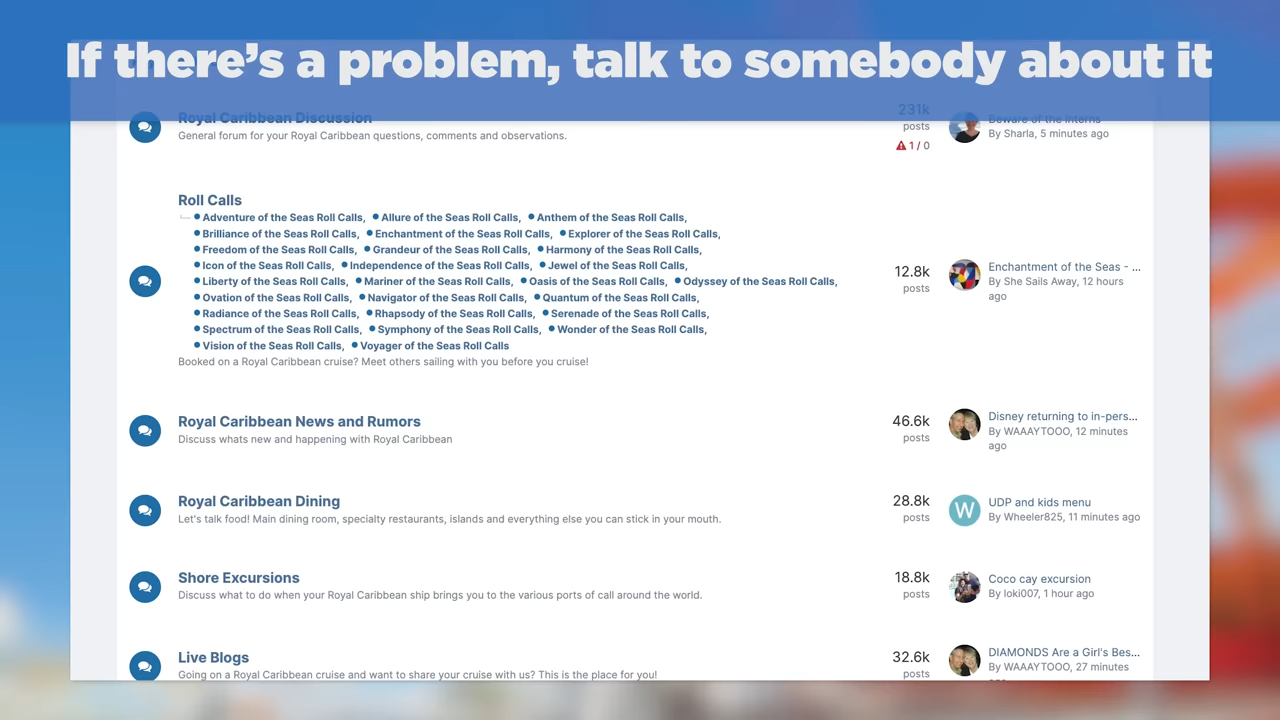 If there's a problem, talk to somebody about it
Royal Caribbean Discussion
General forum for your Royal Caribbean questions, comments and observations.
231k
posts
1 / 0
Beware of the Interns
By Sharla, 5 minutes ago
Roll Calls
Adventure of the Seas Roll Calls, Allure of the Seas Roll Calls, Anthem of the Seas Roll Calls,
Brilliance of the Seas Roll Calls, Enchantment of the Seas Roll Calls, Explorer of the Seas Roll Calls,
Freedom of the Seas Roll Calls, Grandeur of the Seas Roll Calls, Harmony of the Seas Roll Calls,
Icon of the Seas Roll Calls, Independence of the Seas Roll Calls, Jewel of the Seas Roll Calls,
Liberty of the Seas Roll Calls, Mariner of the Seas Roll Calls, Oasis of the Seas Roll Calls, Odyssey of the Seas Roll Calls,
Ovation of the Seas Roll Calls, Navigator of the Seas Roll Calls, Quantum of the Seas Roll Calls,
Radiance of the Seas Roll Calls, Rhapsody of the Seas Roll Calls, Serenade of the Seas Roll Calls,
Spectrum of the Seas Roll Calls, Symphony of the Seas Roll Calls, Wonder of the Seas Roll Calls,
Vision of the Seas Roll Calls, Voyager of the Seas Roll Calls
Booked on a Royal Caribbean cruise? Meet others sailing with you before you cruise!
12.8k
posts
Enchantment of the Seas - ...
By She Sails Away, 12 hours
ago
Royal Caribbean News and Rumors
Discuss whats new and happening with Royal Caribbean
46.6k
posts
Disney returning to in-pers...
By WAAAYTOOO, 12 minutes
ago
Royal Caribbean Dining
Let's talk food! Main dining room, specialty restaurants, islands and everything else you can stick in your mouth.
28.8k
posts
W
UDP and kids menu
By Wheeler825, 11 minutes ago
Shore Excursions
Discuss what to do when your Royal Caribbean ship brings you to the various ports of call around the world.
18.8k
posts
Coco cay excursion
By loki007, 1 hour ago
Live Blogs
Going on a Royal Caribbean cruise and want to share your cruise with us? This is the place for you!
32.6k
posts
DIAMONDS Are a Girl's Bes...
By WAAAYTOOO, 27 minutes